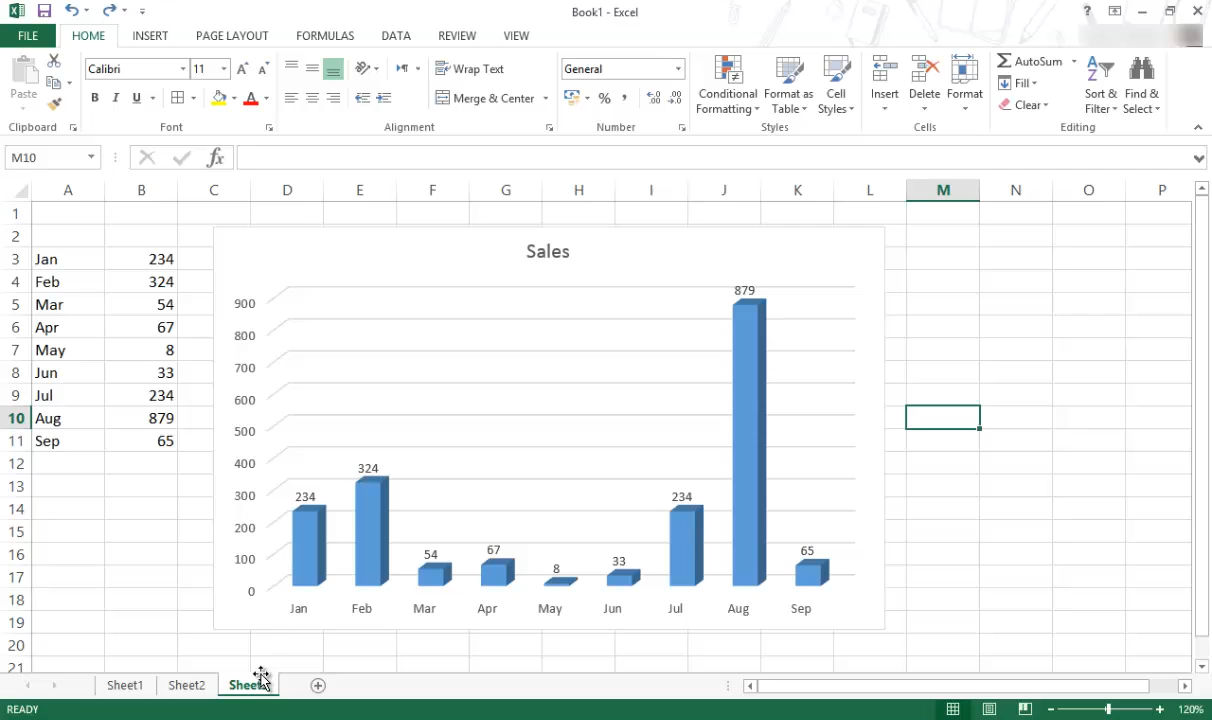 Book1 - Excel
?
FILE HOME INSERT PAGE LAYOUT FORMULAS DATA REVIEW VIEW
Paste
Calibri 11
B I U A
Wrap Text
Merge & Center
General
%
Conditional Formatting
Format as Table
Cell Styles
Insert Delete Format
AutoSum
Fill
Clear
Sort & Filter
Find & Select
Clipboard Font Alignment Number Styles Cells Editing
M10 fx
A B C D E F G H I J K L M N O P
1
2
3 Jan 234
4 Feb 324
5 Mar 54
6 Apr 67
7 May 8
8 Jun 33
9 Jul 234
10 Aug 879
11 Sep 65
12
13
14
15
16
17
18
19
20
21
Sales
900
800
700
600
500
400
300
200
100
0
234 324 54 67 8 33 234 879 65
Jan Feb Mar Apr May Jun Jul Aug Sep
Sheet1 Sheet2
READY 120%